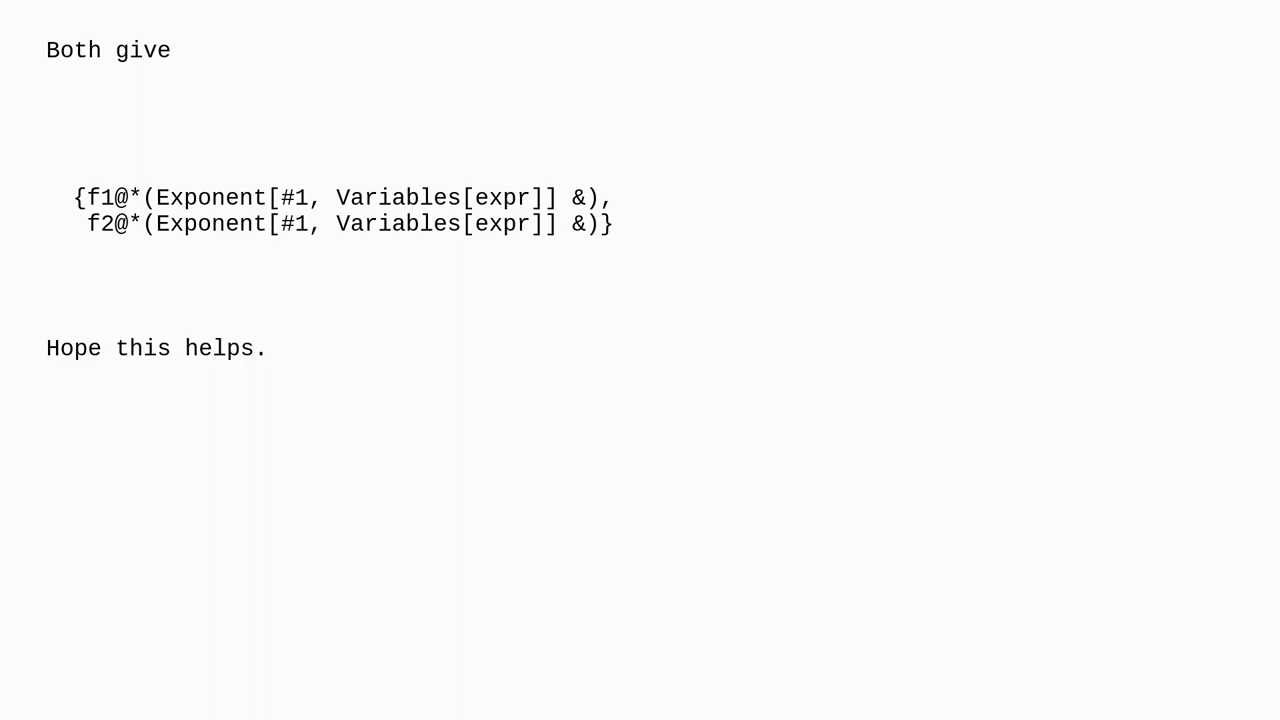 Both give
{f1@*(Exponent[#1, Variables[expr]] &),
 f2@*(Exponent[#1, Variables[expr]] &)}
Hope this helps.